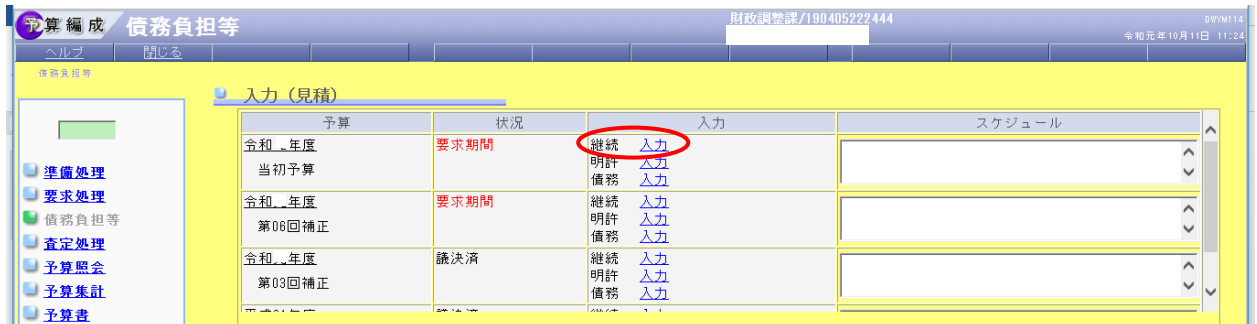 予算編成 債務負担等 財政調整課/190405222444 DWYM114
令和元年10月11日 11:24
ヘルプ 閉じる
債務負担等
入力（見積）
予算 状況 入力 スケジュール
令和 年度 要求期間 継続 入力
当初予算 明許 入力
債務 入力
令和 年度 要求期間 継続 入力
第06回補正 明許 入力
債務 入力
令和 年度 議決済 継続 入力
第03回補正 明許 入力
債務 入力
準備処理
要求処理
債務負担等
査定処理
予算照会
予算集計
予算書